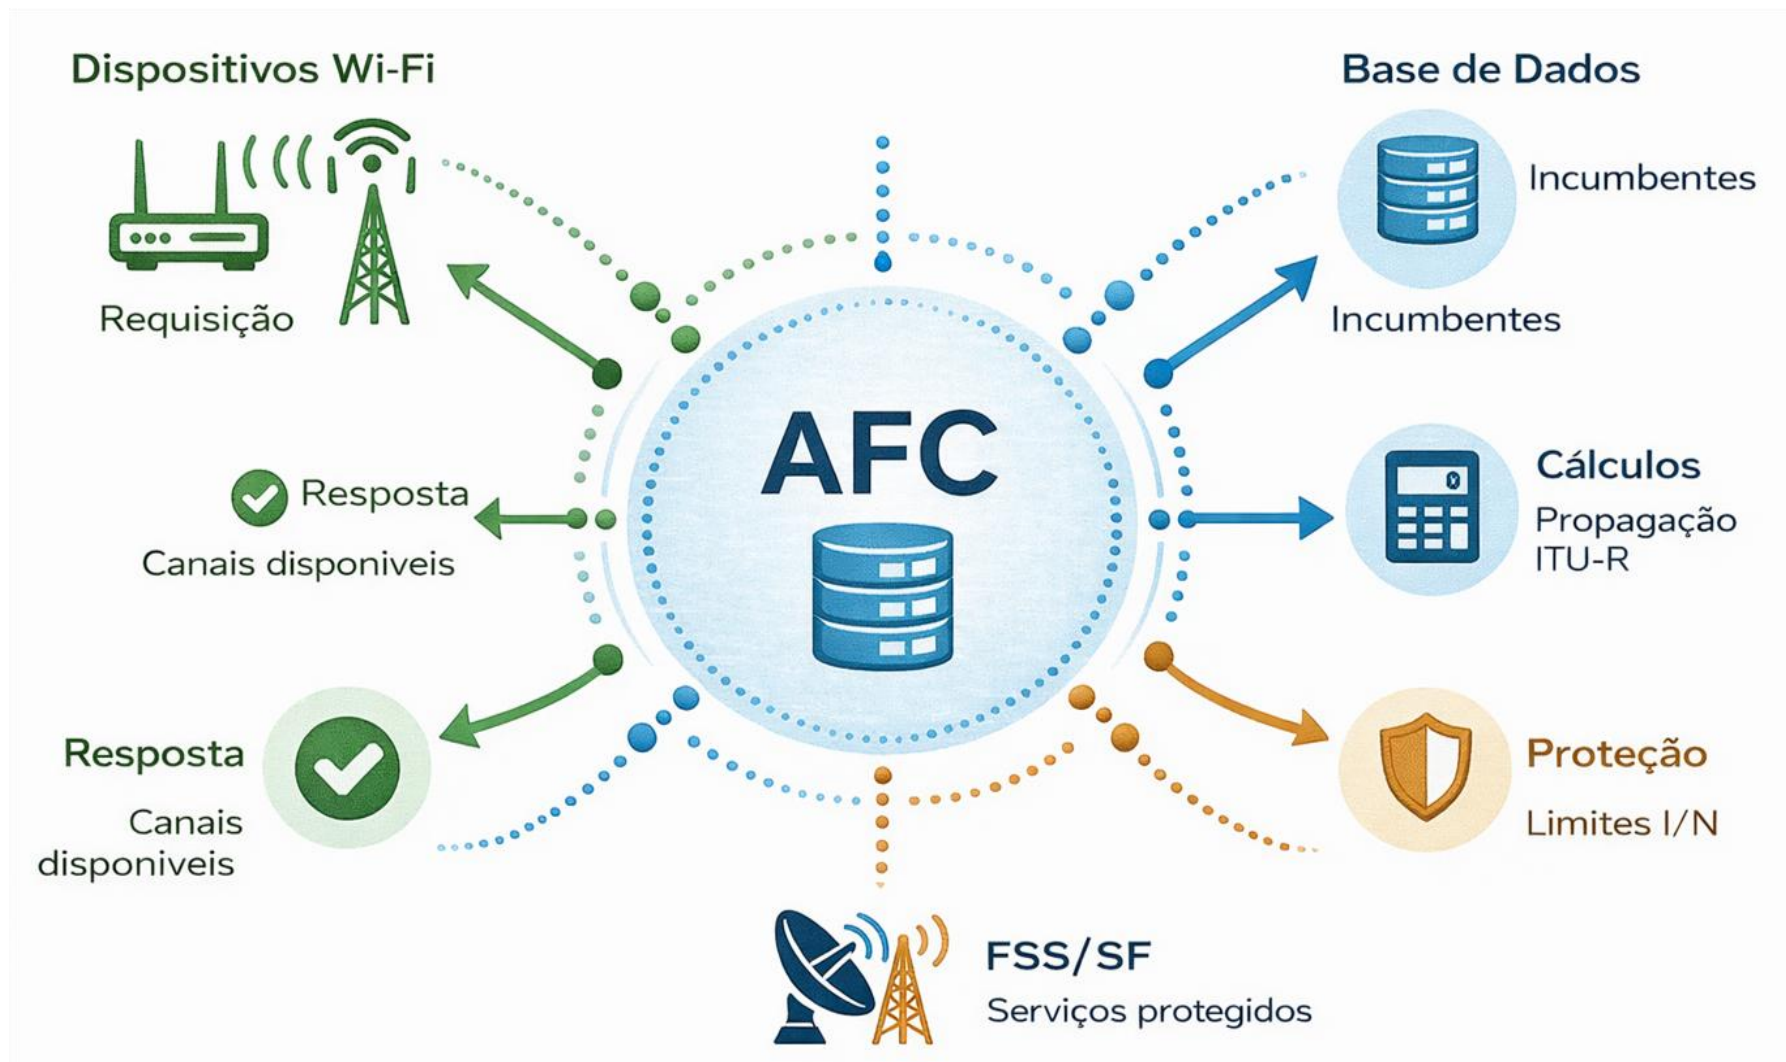 Dispositivos Wi-Fi
Requisição
Resposta
Canais disponiveis
Resposta
Canais
disponiveis
AFC
Base de Dados
Incumbentes
Incumbentes
0
Cálculos
Propagação
ITU-R
Proteção
Limites I/N
FSS/SF
Serviços protegidos